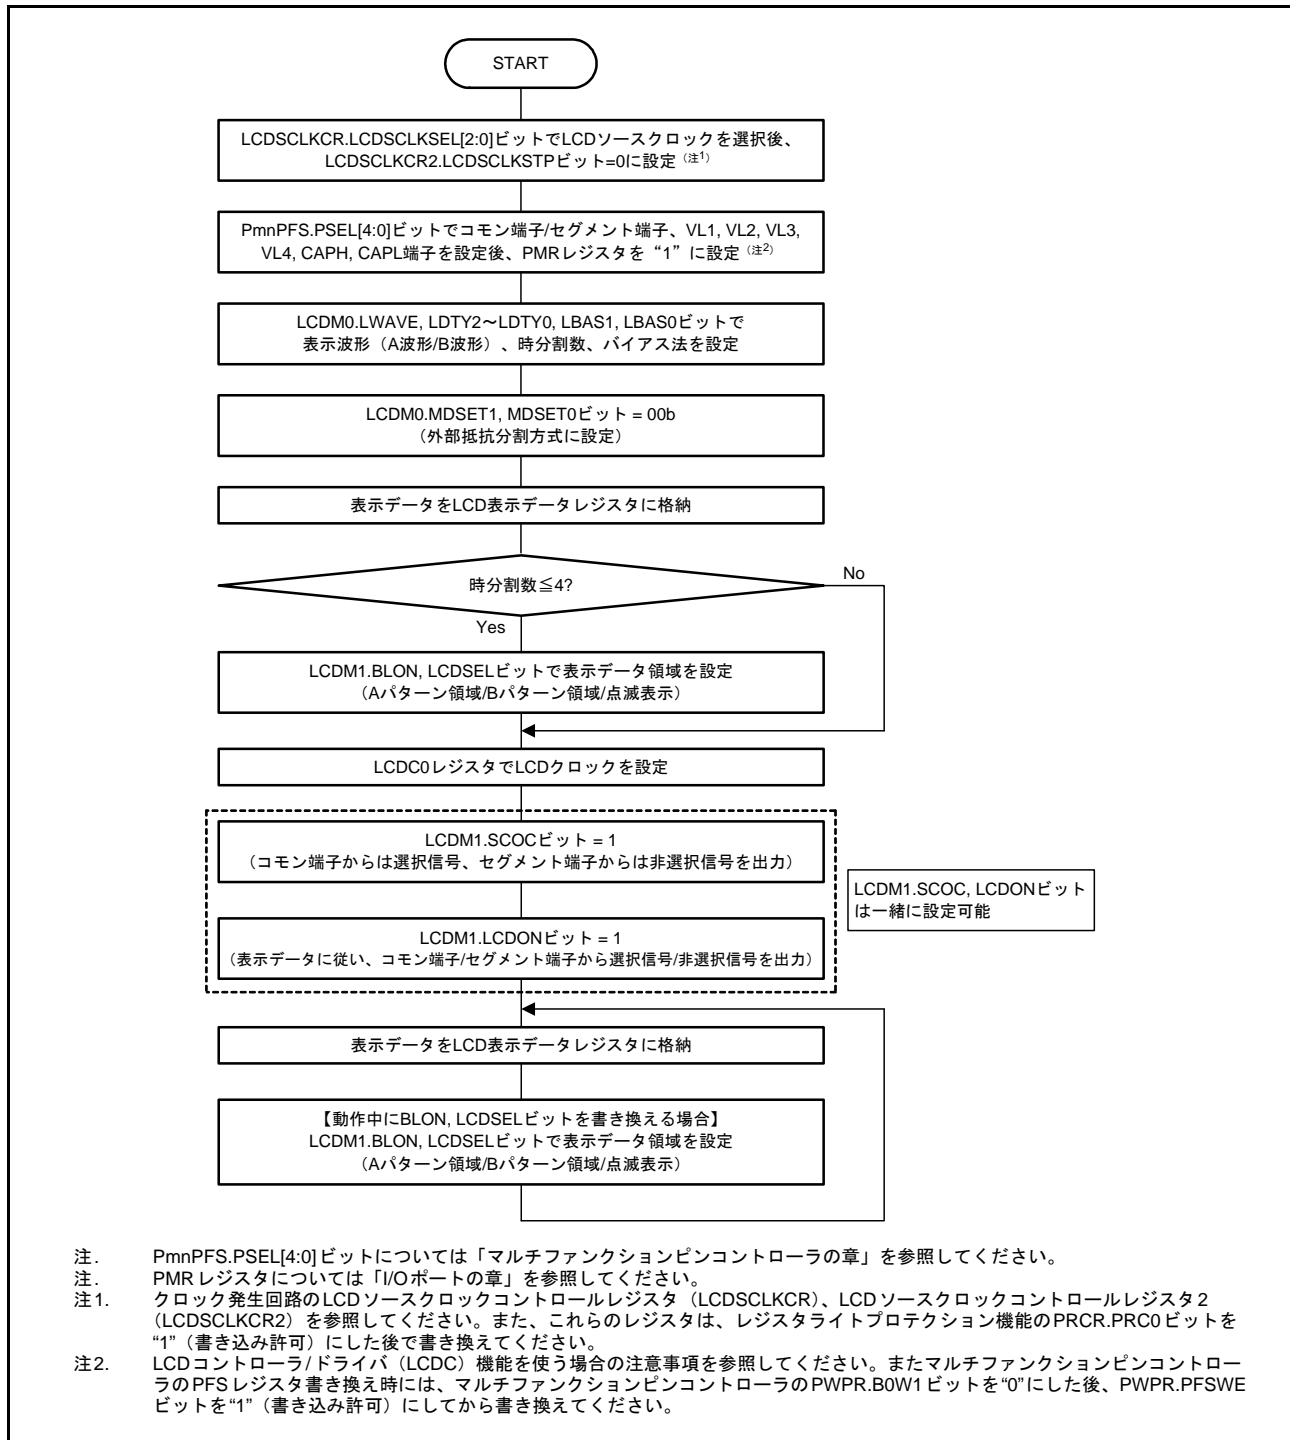 START
LCDSCLKCR.LCDSCLKSEL[2:0]ビットでLCDソースクロックを選択後、
LCDSCLKCR2.LCDSCLKSTPビット=0に設定（注1）
PmnPFS.PSEL[4:0]ビットでコモン端子/セグメント端子、VL1, VL2, VL3,
VL4, CAPH, CAPL端子を設定後、PMRレジスタを“1”に設定（注2）
LCDM0.LWAVE, LDTY2～LDTY0, LBAS1, LBAS0ビットで
表示波形（A波形/B波形）、時分割数、バイアス法を設定
LCDM0.MDSET1, MDSET0ビット = 00b
（外部抵抗分割方式に設定）
表示データをLCD表示データレジスタに格納
時分割数≦4?
No
Yes
LCDM1.BLON, LCDSELビットで表示データ領域を設定
（Aパターン領域/Bパターン領域/点滅表示）
LCDC0レジスタでLCDクロックを設定
LCDM1.SCOCビット = 1
（コモン端子からは選択信号、セグメント端子からは非選択信号を出力）
LCDM1.SCOC, LCDONビット
は一緒に設定可能
LCDM1.LCDONビット = 1
（表示データに従い、コモン端子/セグメント端子から選択信号/非選択信号を出力）
表示データをLCD表示データレジスタに格納
【動作中にBLON, LCDSELビットを書き換える場合】
LCDM1.BLON, LCDSELビットで表示データ領域を設定
（Aパターン領域/Bパターン領域/点滅表示）
注. PmnPFS.PSEL[4:0]ビットについては「マルチファンクションピンコントローラの章」を参照してください。
注. PMRレジスタについては「I/Oポートの章」を参照してください。
注1. クロック発生回路のLCDソースクロックコントロールレジスタ（LCDSCLKCR）、LCDソースクロックコントロールレジスタ2
（LCDSCLKCR2）を参照してください。また、これらのレジスタは、レジスタライトプロテクション機能のPRCR.PRC0ビットを
“1”（書き込み許可）にした後で書き換えてください。
注2. LCDコントローラ/ドライバ（LCDC）機能を使う場合の注意事項を参照してください。またマルチファンクションピンコントロー
ラのPFSレジスタ書き換え時には、マルチファンクションピンコントローラのPWPR.B0W1ビットを“0”にした後、PWPR.PFSWE
ビットを“1”（書き込み許可）にしてから書き換えてください。